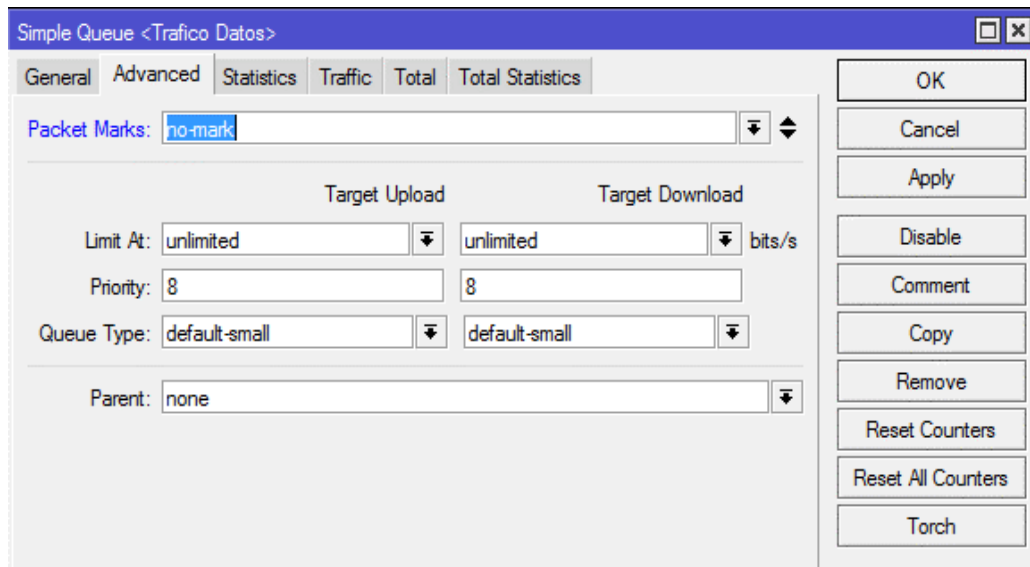 Simple Queue <Trafico Datos>
General Advanced Statistics Traffic Total Total Statistics
OK
Packet Marks: no-mark
Cancel
Apply
Target Upload Target Download
Limit At: unlimited unlimited bits/s
Disable
Priority: 8 8
Comment
Queue Type: default-small default-small
Copy
Remove
Parent: none
Reset Counters
Reset All Counters
Torch